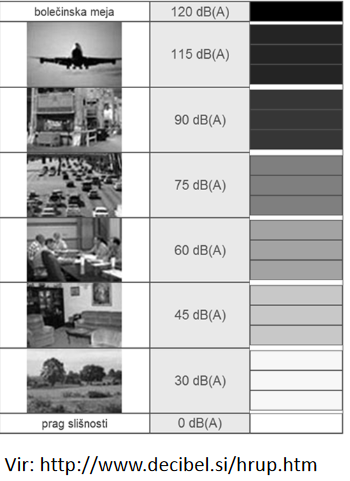 bolečinska meja 120 dB(A)
115 dB(A)
90 dB(A)
75 dB(A)
60 dB(A)
45 dB(A)
30 dB(A)
prag slišnosti 0 dB(A)
Vir: http://www.decibel.si/hrup.htm